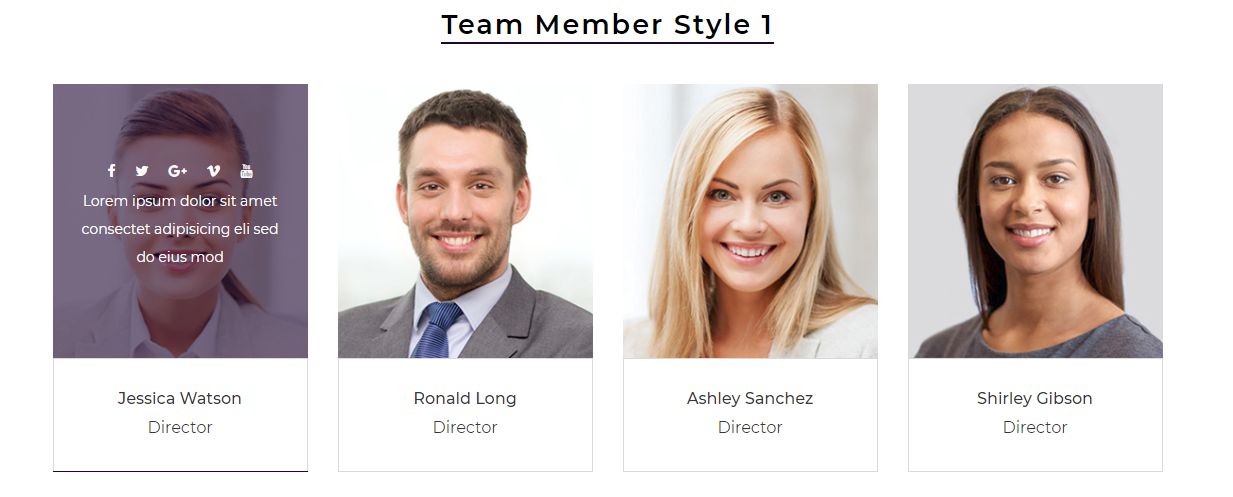 Team Member Style 1
Lorem ipsum dolor sit amet
consectet adipisicing eli sed
do eius mod
Jessica Watson
Director
Ronald Long
Director
Ashley Sanchez
Director
Shirley Gibson
Director